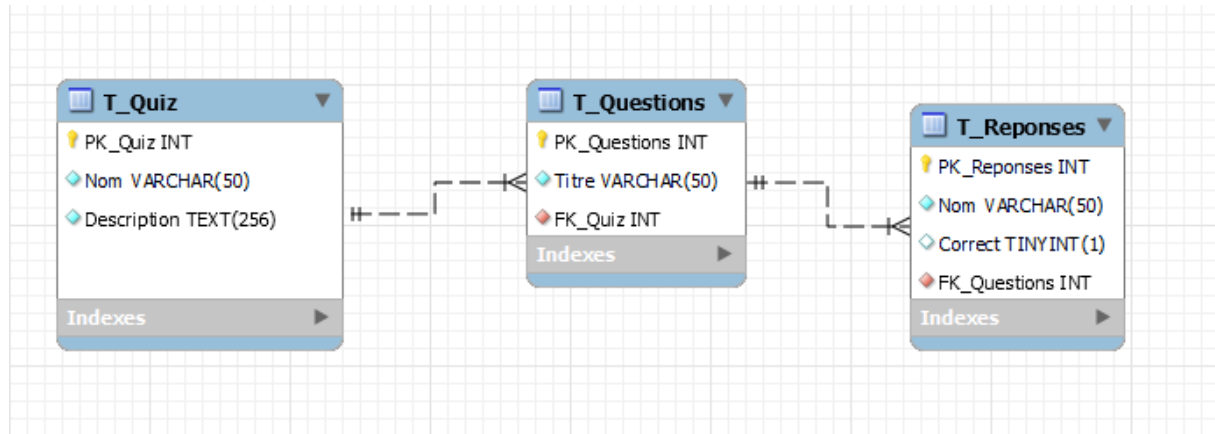 T_Quiz
PK_Quiz INT
Nom VARCHAR(50)
Description TEXT(256)
Indexes
T_Questions
PK_Questions INT
Titre VARCHAR(50)
FK_Quiz INT
Indexes
T_Reponses
PK_Reponses INT
Nom VARCHAR(50)
Correct TINYINT(1)
FK_Questions INT
Indexes